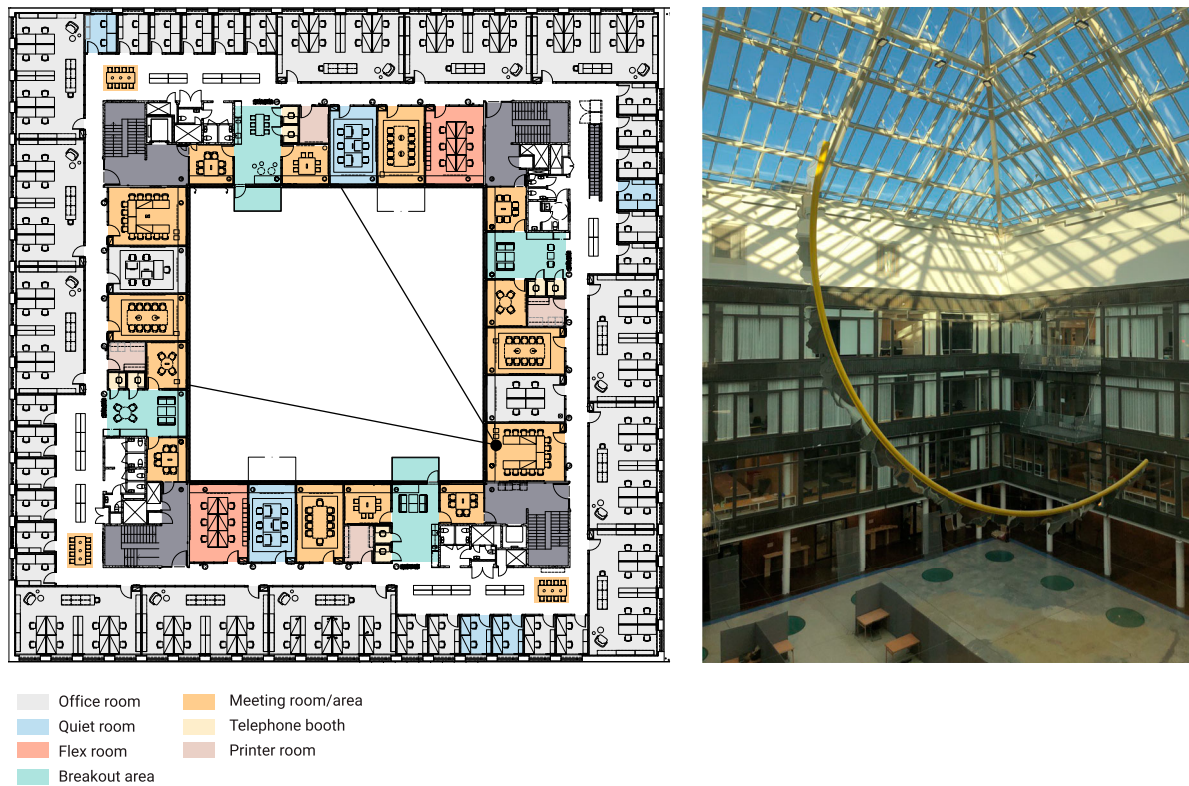 Office room
Quiet room
Flex room
Breakout area
Meeting room/area
Telephone booth
Printer room